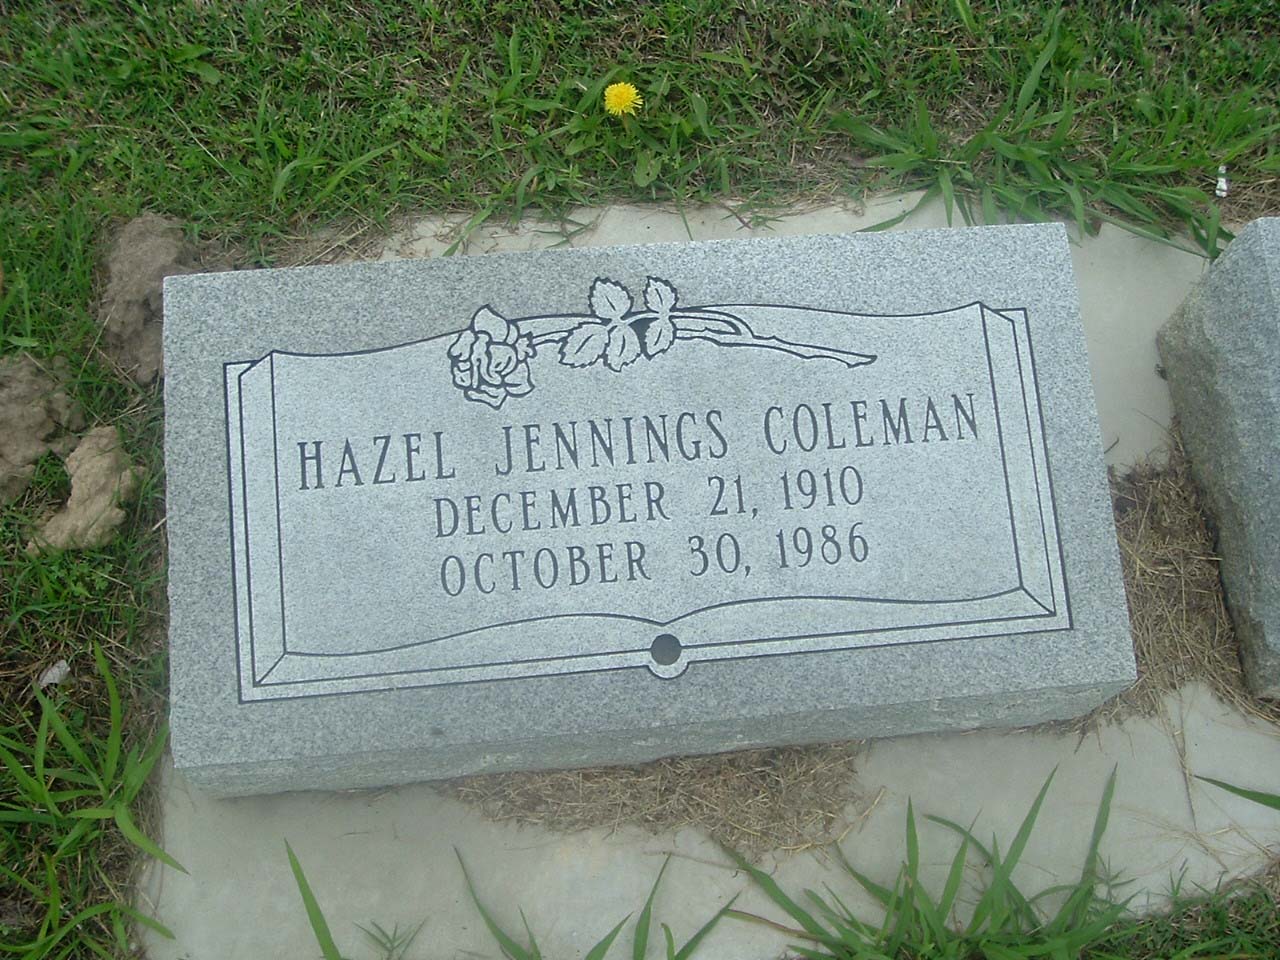 HAZEL JENNINGS COLEMAN
DECEMBER 21, 1910
OCTOBER 30, 1986